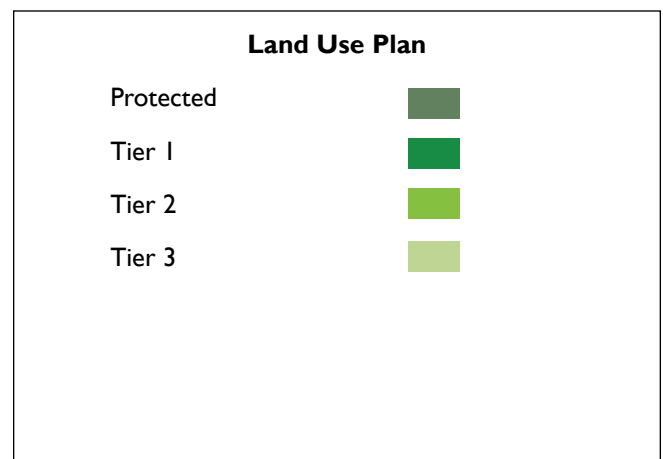 Land Use Plan
Protected
Tier 1
Tier 2
Tier 3